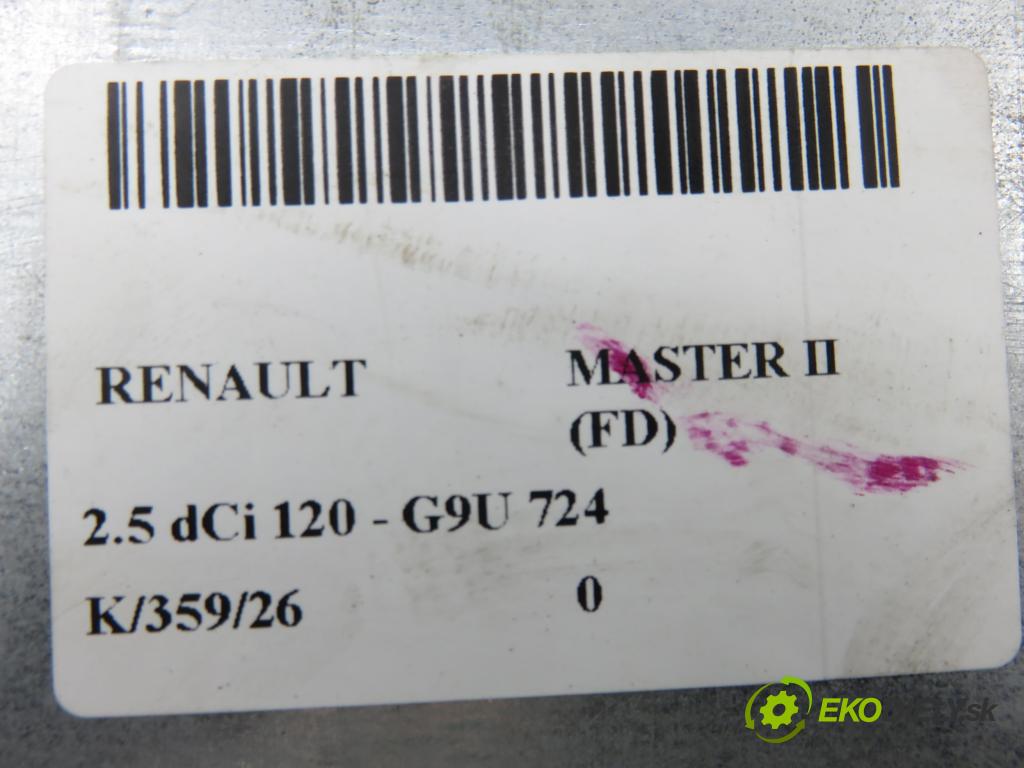 RENAULT MASTER II
(FD)
2.5 dCi 120 - G9U 724
K/359/26 0
EKO